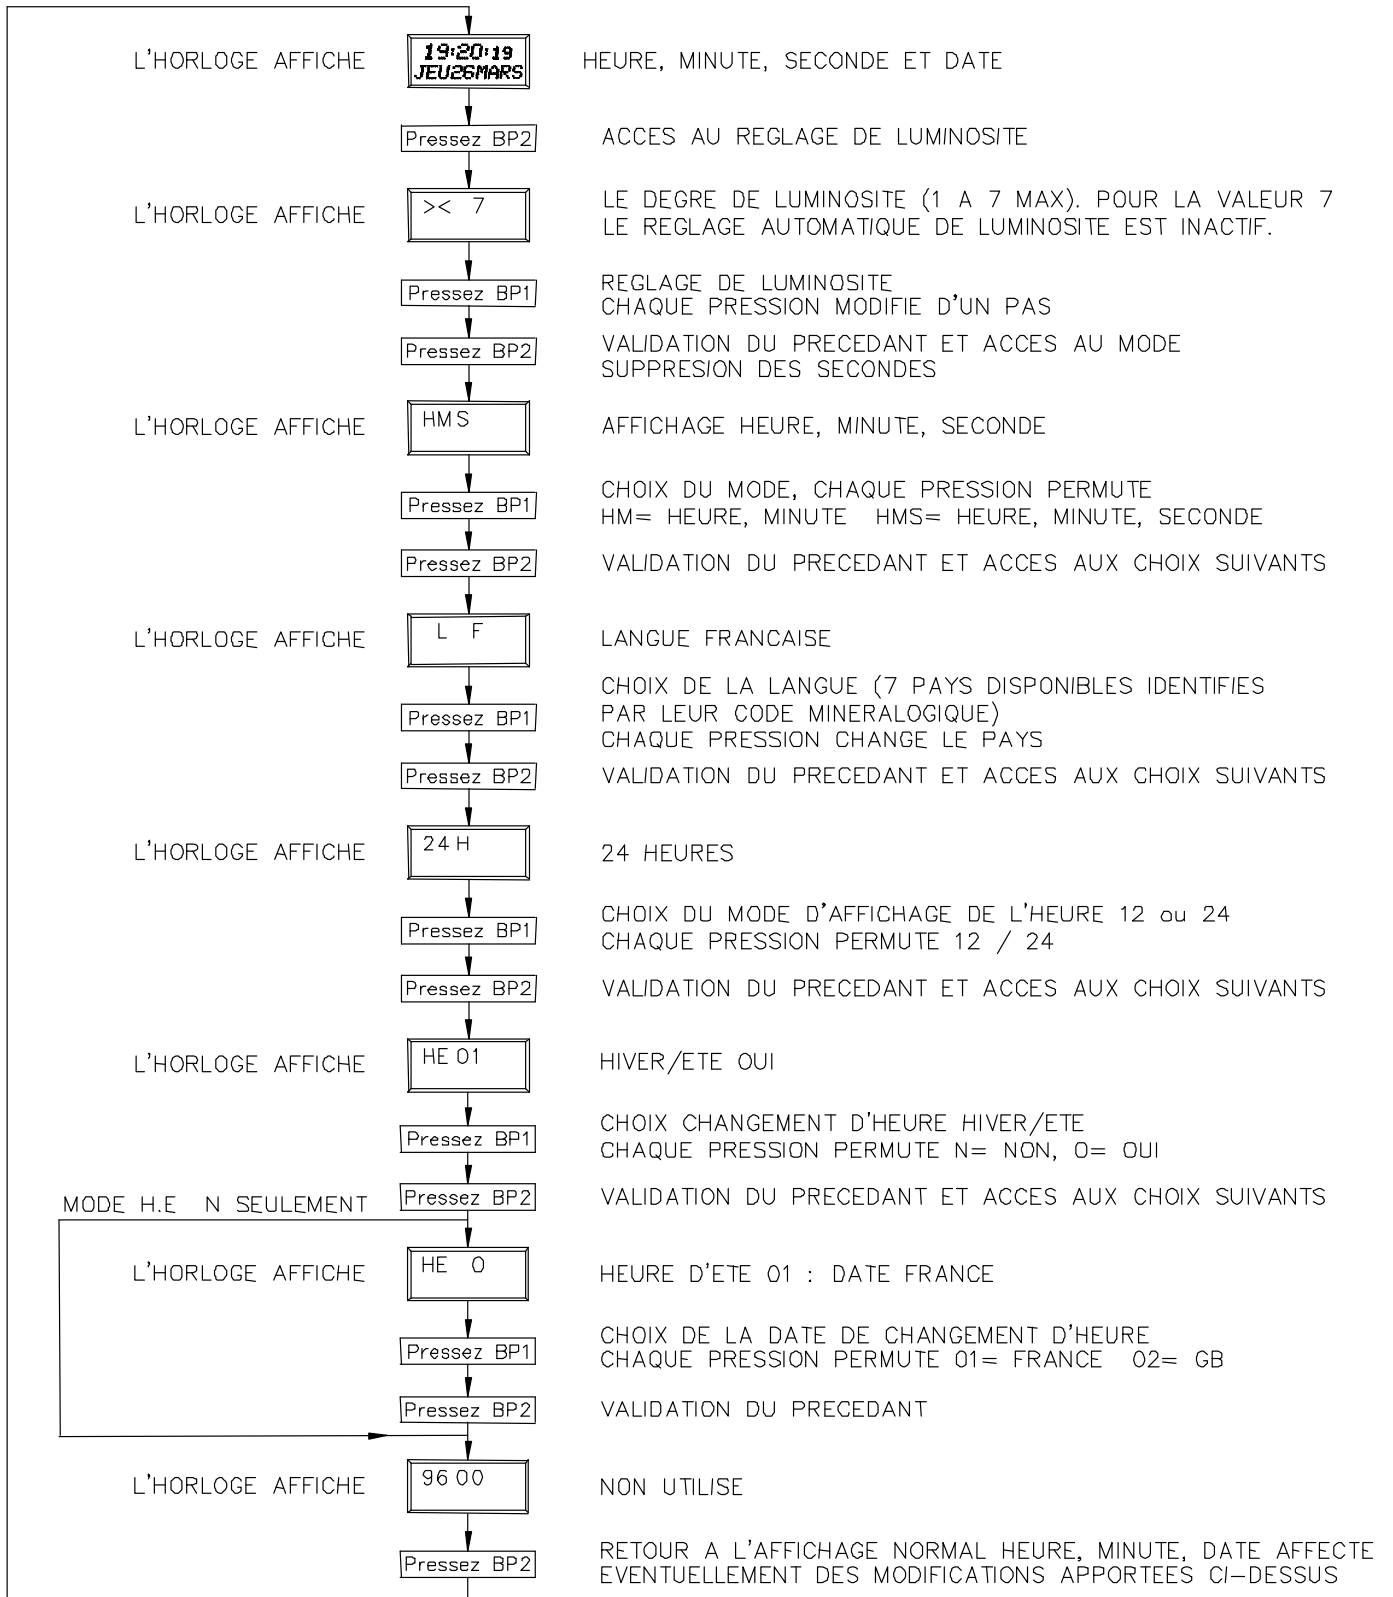 L'HORLOGE AFFICHE 19:20:19 HEURE, MINUTE, SECONDE ET DATE
JEU26MARS
Pressez BP2 ACCES AU REGLAGE DE LUMINOSITE
L'HORLOGE AFFICHE >< 7 LE DEGRE DE LUMINOSITE (1 A 7 MAX). POUR LA VALEUR 7
LE REGLAGE AUTOMATIQUE DE LUMINOSITE EST INACTIF.
Pressez BP1 REGLAGE DE LUMINOSITE
CHAQUE PRESSION MODIFIE D'UN PAS
Pressez BP2 VALIDATION DU PRECEDANT ET ACCES AU MODE
SUPPRESION DES SECONDES
L'HORLOGE AFFICHE HMS AFFICHAGE HEURE, MINUTE, SECONDE
Pressez BP1 CHOIX DU MODE, CHAQUE PRESSION PERMUTE
HM= HEURE, MINUTE HMS= HEURE, MINUTE, SECONDE
Pressez BP2 VALIDATION DU PRECEDANT ET ACCES AUX CHOIX SUIVANTS
L'HORLOGE AFFICHE L F LANGUE FRANCAISE
CHOIX DE LA LANGUE (7 PAYS DISPONIBLES IDENTIFIES
Pressez BP1 PAR LEUR CODE MINERALOGIQUE)
CHAQUE PRESSION CHANGE LE PAYS
Pressez BP2 VALIDATION DU PRECEDANT ET ACCES AUX CHOIX SUIVANTS
L'HORLOGE AFFICHE 24 H 24 HEURES
Pressez BP1 CHOIX DU MODE D'AFFICHAGE DE L'HEURE 12 ou 24
CHAQUE PRESSION PERMUTE 12 / 24
Pressez BP2 VALIDATION DU PRECEDANT ET ACCES AUX CHOIX SUIVANTS
L'HORLOGE AFFICHE HE 01 HIVER/ETE OUI
Pressez BP1 CHOIX CHANGEMENT D'HEURE HIVER/ETE
CHAQUE PRESSION PERMUTE N= NON, O= OUI
MODE H.E N SEULEMENT Pressez BP2 VALIDATION DU PRECEDANT ET ACCES AUX CHOIX SUIVANTS
L'HORLOGE AFFICHE HE 0 HEURE D'ETE 01 : DATE FRANCE
Pressez BP1 CHOIX DE LA DATE DE CHANGEMENT D'HEURE
CHAQUE PRESSION PERMUTE 01= FRANCE 02= GB
Pressez BP2 VALIDATION DU PRECEDANT
L'HORLOGE AFFICHE 96 00 NON UTILISE
Pressez BP2 RETOUR A L'AFFICHAGE NORMAL HEURE, MINUTE, DATE AFFECTE
EVENTUELLEMENT DES MODIFICATIONS APPORTEES CI-DESSUS